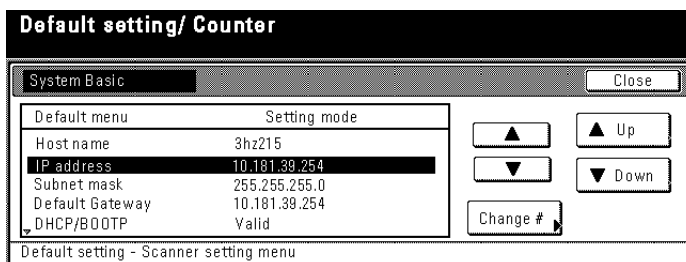 Default setting/ Counter
System Basic
Close
Default menu Setting mode
Host name 3hz215
IP address 10.181.39.254
Subnet mask 255.255.255.0
Default Gateway 10.181.39.254
DHCP/BOOTP Valid
▲ Up
▼ Down
Change #
Default setting - Scanner setting menu